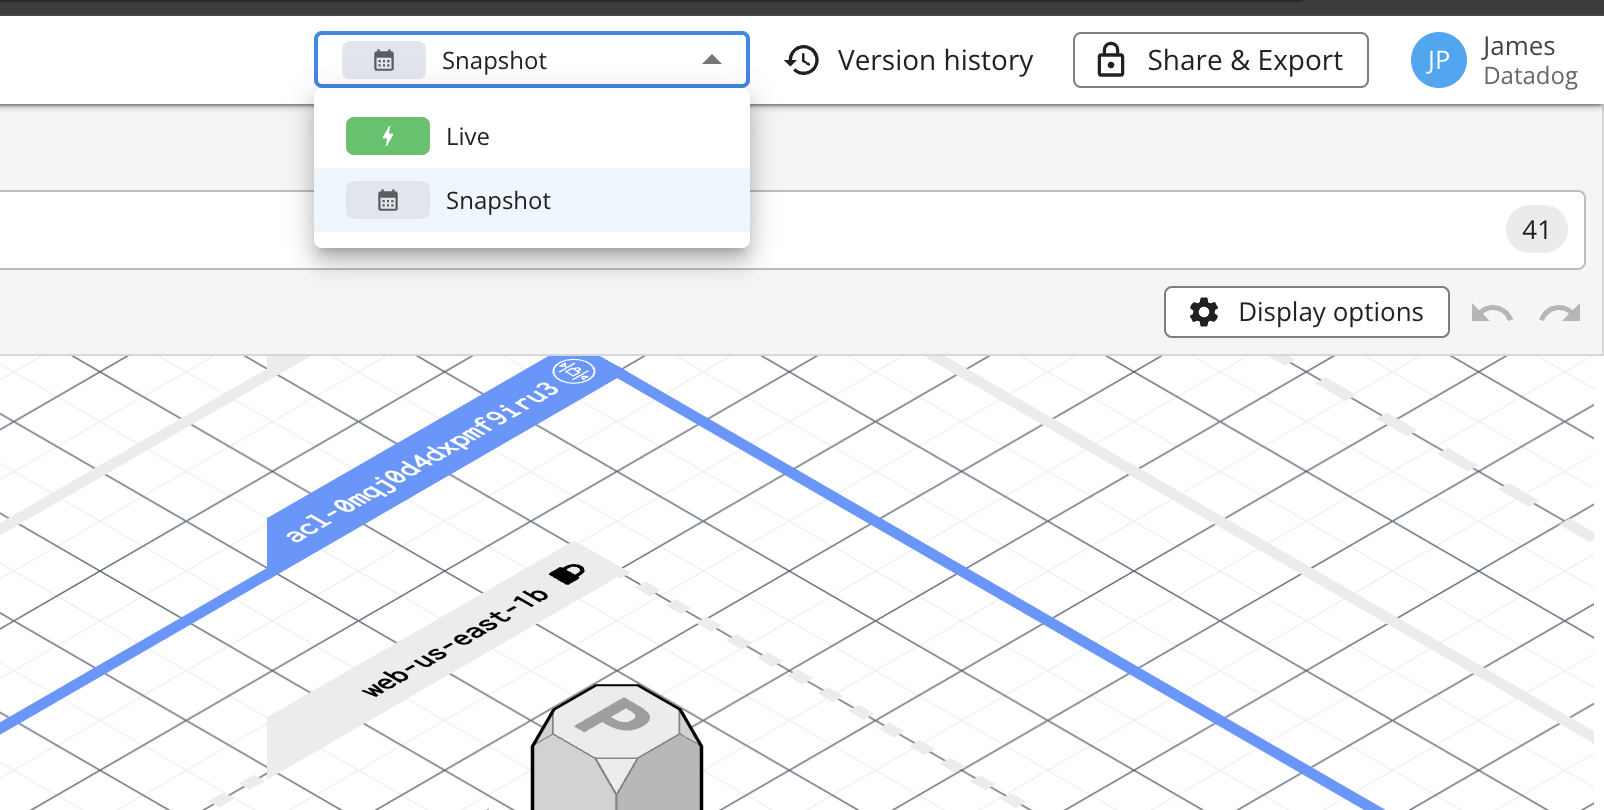 Snapshot
Version history
Share & Export
JP
James
Datadog
Live
Snapshot
41
Display options
acl-0mqj0d4dxpmf9iru3
web-us-east-1b
P